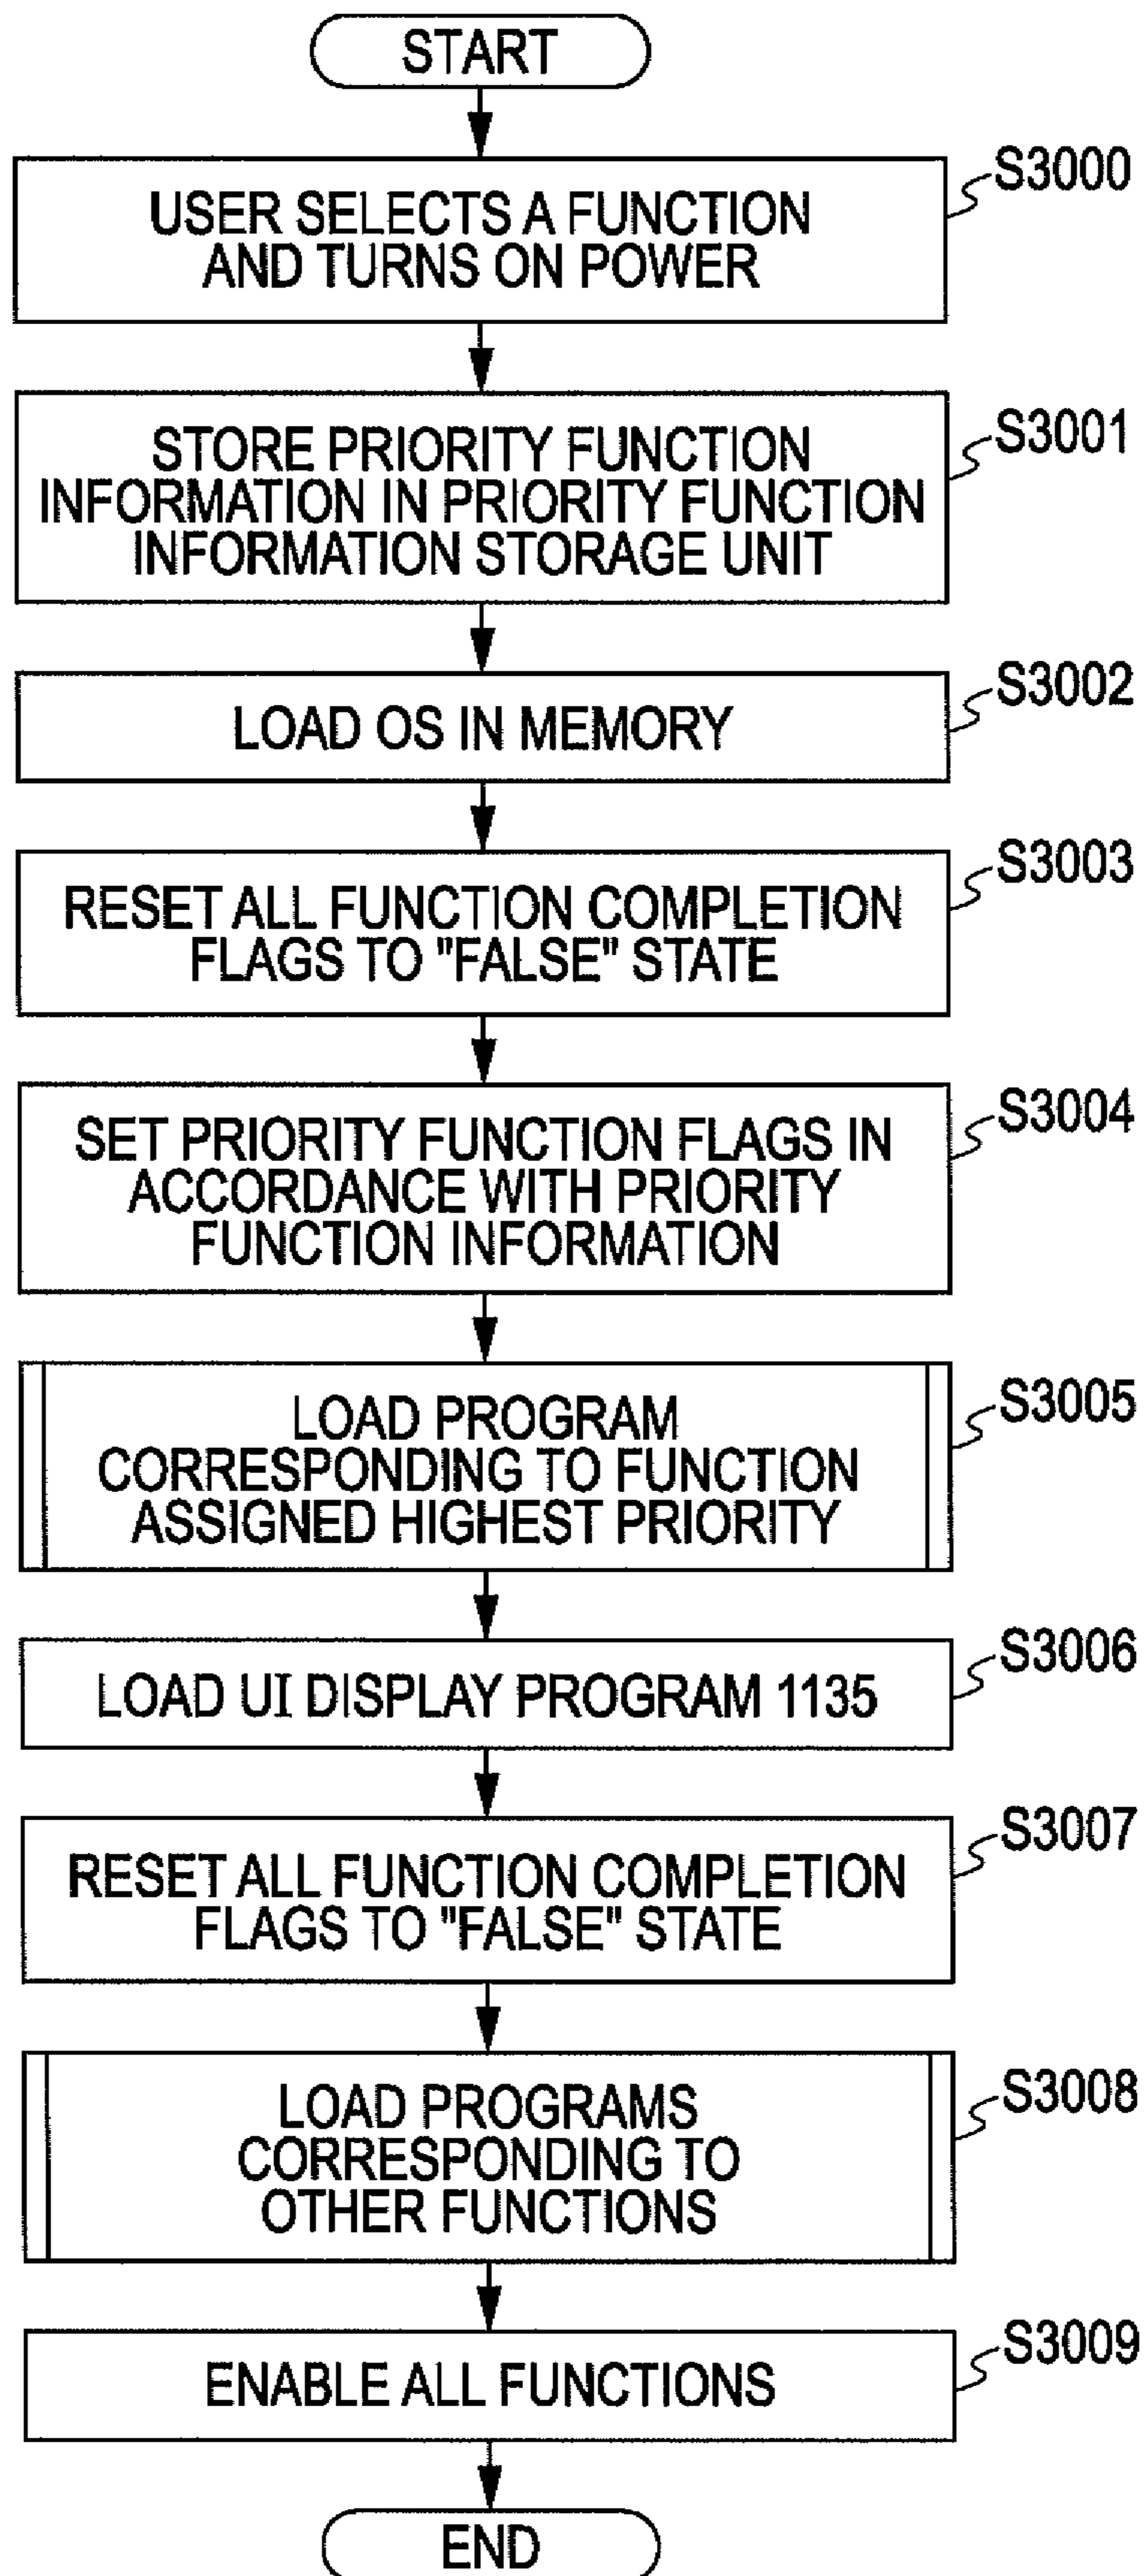 START
S3000
USER SELECTS A FUNCTION
AND TURNS ON POWER
S3001
STORE PRIORITY FUNCTION
INFORMATION IN PRIORITY FUNCTION
INFORMATION STORAGE UNIT
S3002
LOAD OS IN MEMORY
S3003
RESET ALL FUNCTION COMPLETION
FLAGS TO "FALSE" STATE
S3004
SET PRIORITY FUNCTION FLAGS IN
ACCORDANCE WITH PRIORITY
FUNCTION INFORMATION
S3005
LOAD PROGRAM
CORRESPONDING TO FUNCTION
ASSIGNED HIGHEST PRIORITY
S3006
LOAD UI DISPLAY PROGRAM 1135
S3007
RESET ALL FUNCTION COMPLETION
FLAGS TO "FALSE" STATE
S3008
LOAD PROGRAMS
CORRESPONDING TO
OTHER FUNCTIONS
S3009
ENABLE ALL FUNCTIONS
END